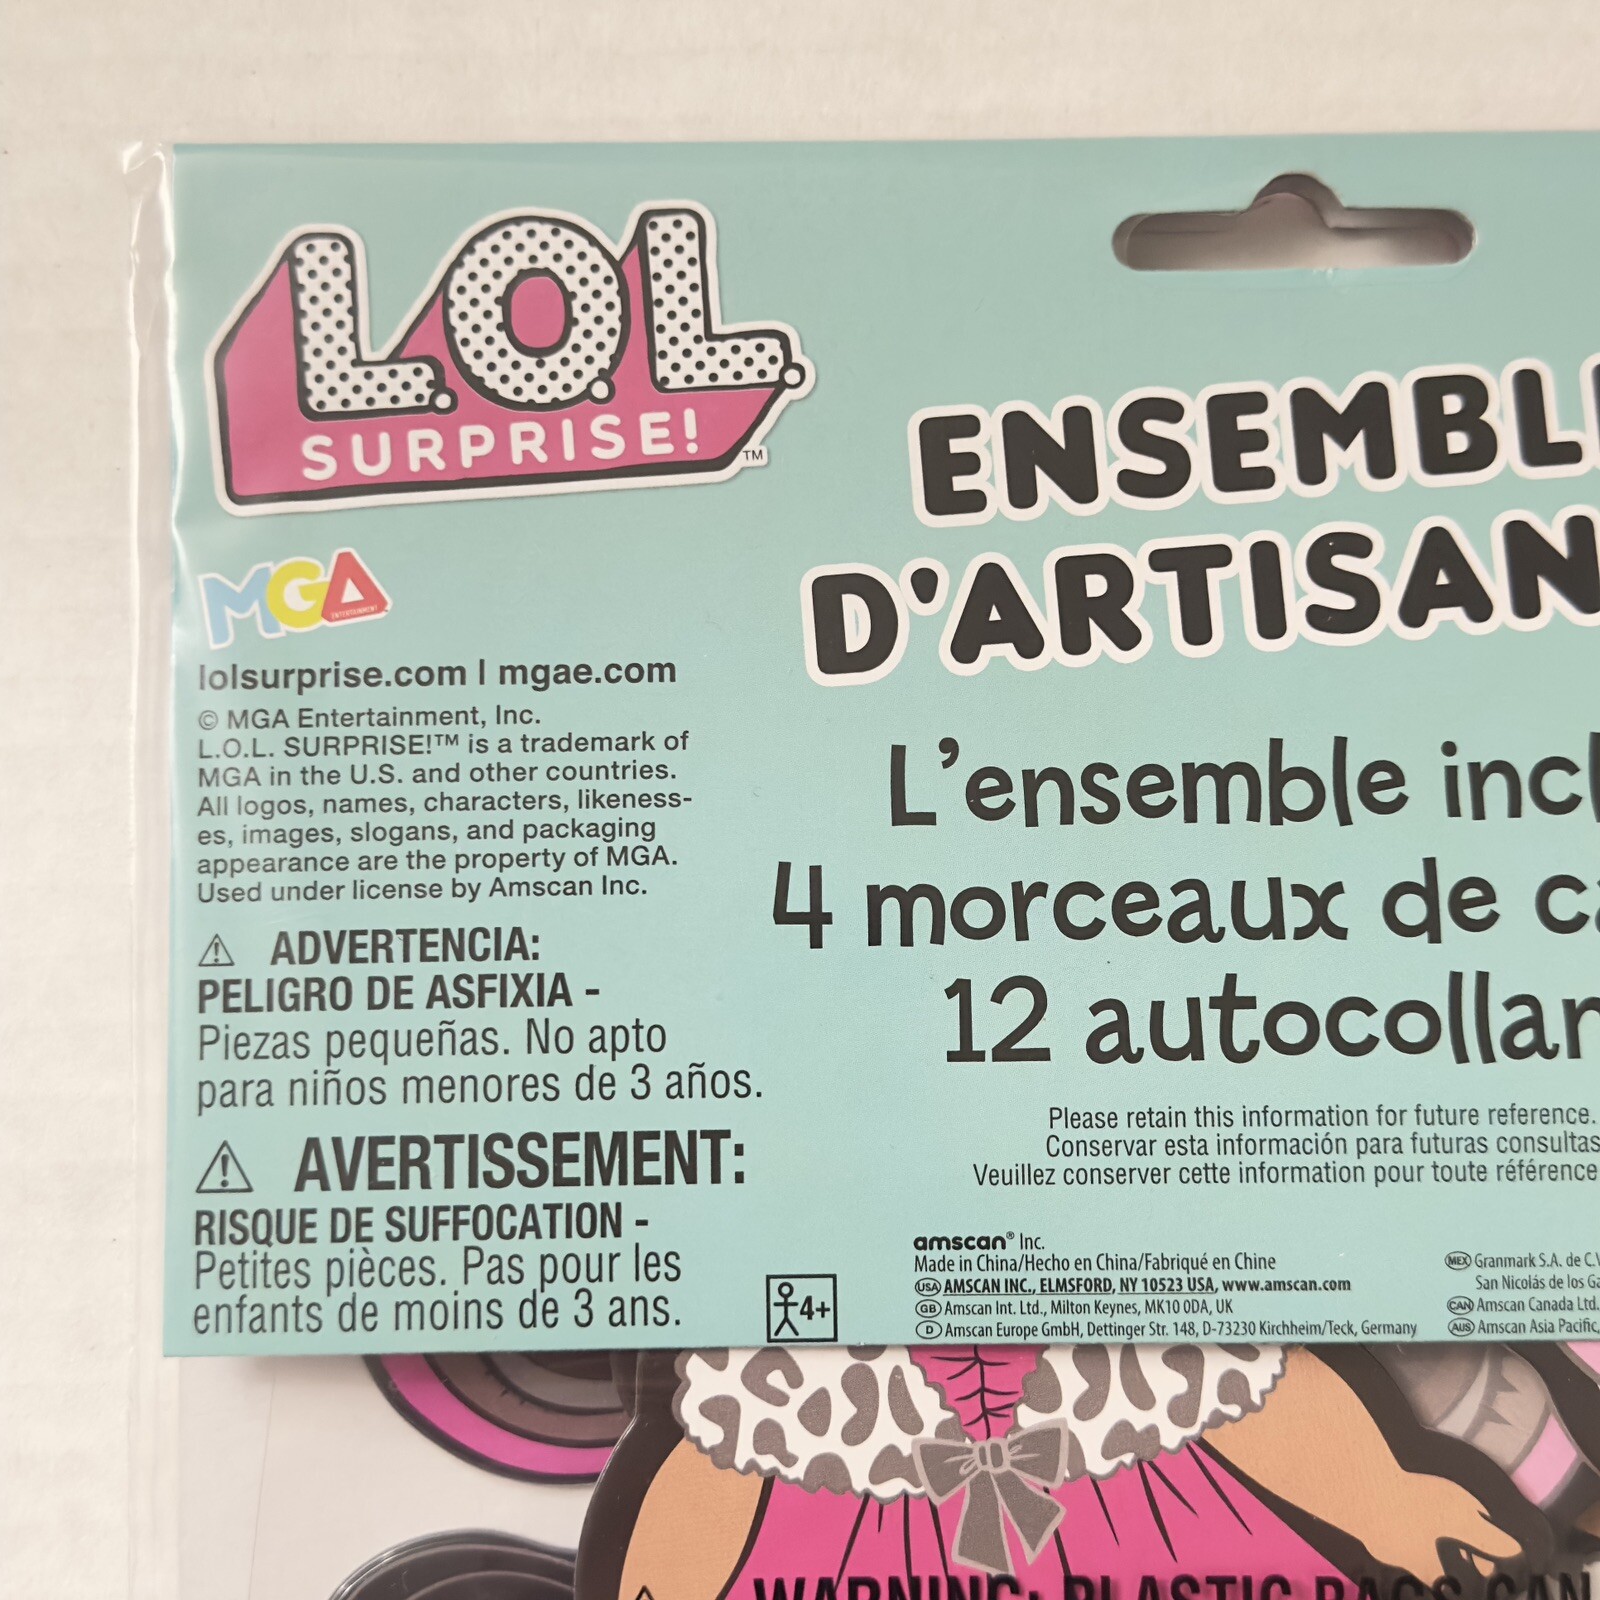 L.O.L.
SURPRISE!™
MGA
ENTERTAINMENT
lolsurprise.com | mgae.com
© MGA Entertainment, Inc.
L.O.L. SURPRISE!™ is a trademark of
MGA in the U.S. and other countries.
All logos, names, characters, likeness-
es, images, slogans, and packaging
appearance are the property of MGA.
Used under license by Amscan Inc.
⚠ ADVERTENCIA:
PELIGRO DE ASFIXIA -
Piezas pequeñas. No apto
para niños menores de 3 años.
⚠ AVERTISSEMENT:
RISQUE DE SUFFOCATION -
Petites pièces. Pas pour les
enfants de moins de 3 ans.
4+
ENSEMBL
D'ARTISAN
L'ensemble incl
4 morceaux de ca
12 autocollan
Please retain this information for future reference.
Conservar esta información para futuras consultas
Veuillez conserver cette information pour toute référence
amscan® Inc.
Made in China/Hecho en China/Fabriqué en Chine
USA AMSCAN INC., ELMSFORD, NY 10523 USA, www.amscan.com
GB Amscan Int. Ltd., Milton Keynes, MK10 0DA, UK
D Amscan Europe GmbH, Dettinger Str. 148, D-73230 Kirchheim/Teck, Germany
MEX Granmark S.A. de C.V
San Nicolás de los Ga
CAN Amscan Canada Ltd.
AUS Amscan Asia Pacific,
WARNING: PLASTIC BAGS CAN